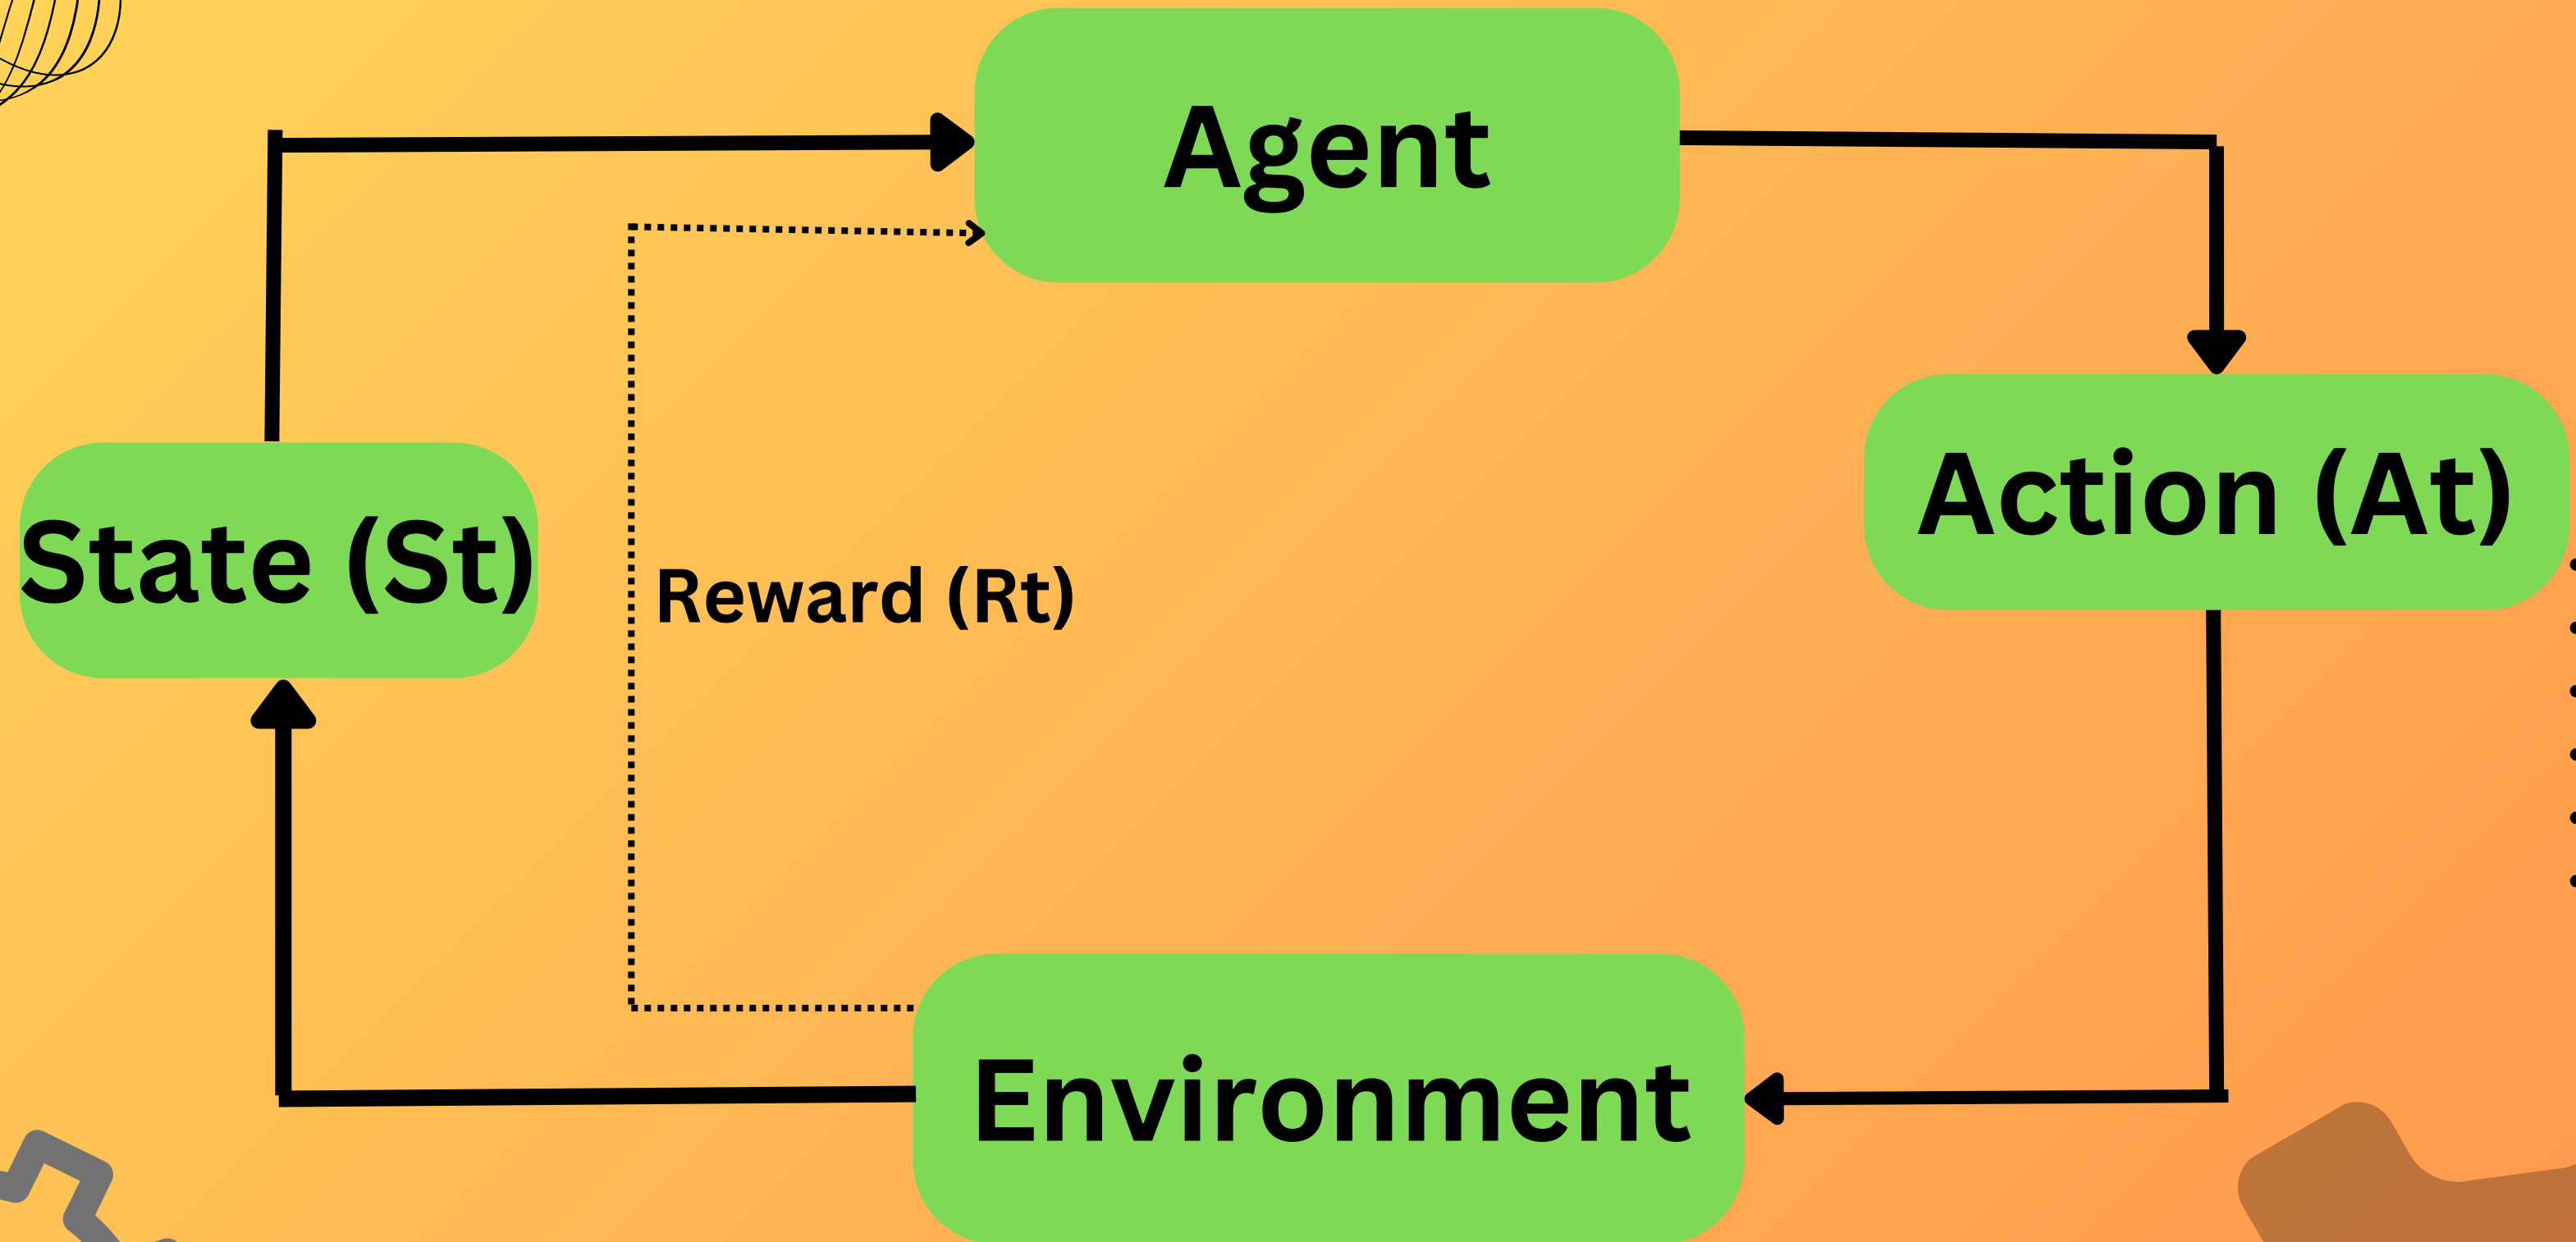 Agent
Action (At)
State (St)
Reward (Rt)
Environment